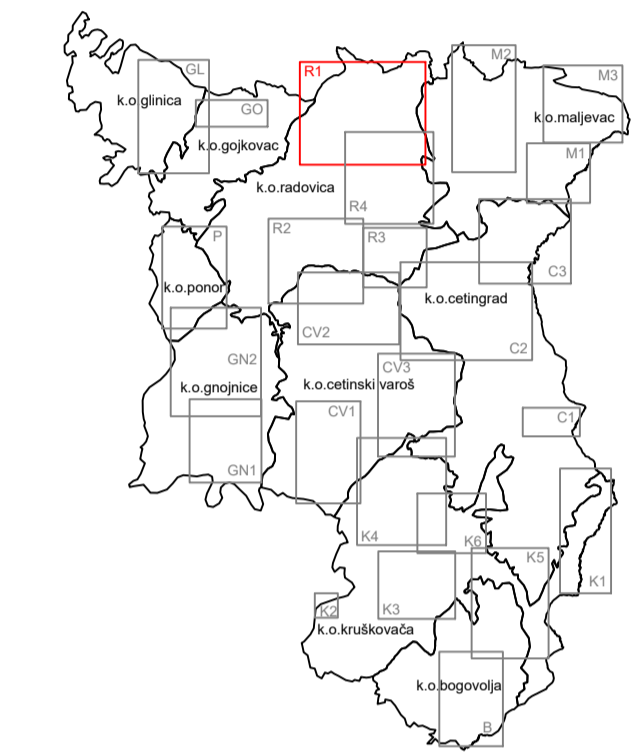 M2
GL
R1
M3
k.o.glinica
GO
k.o.maljevac
k.o.gojkovac
M1
k.o.radovica
R4
R2
P
R3
C3
k.o.ponor
k.o.cetingrad
CV2
C2
GN2
CV3
k.o.gnojnice
k.o.cetinski varoš
CV1
C1
GN1
K4
K6
K5
K1
K2
K3
k.o.kruškovača
k.o.bogovolja
B